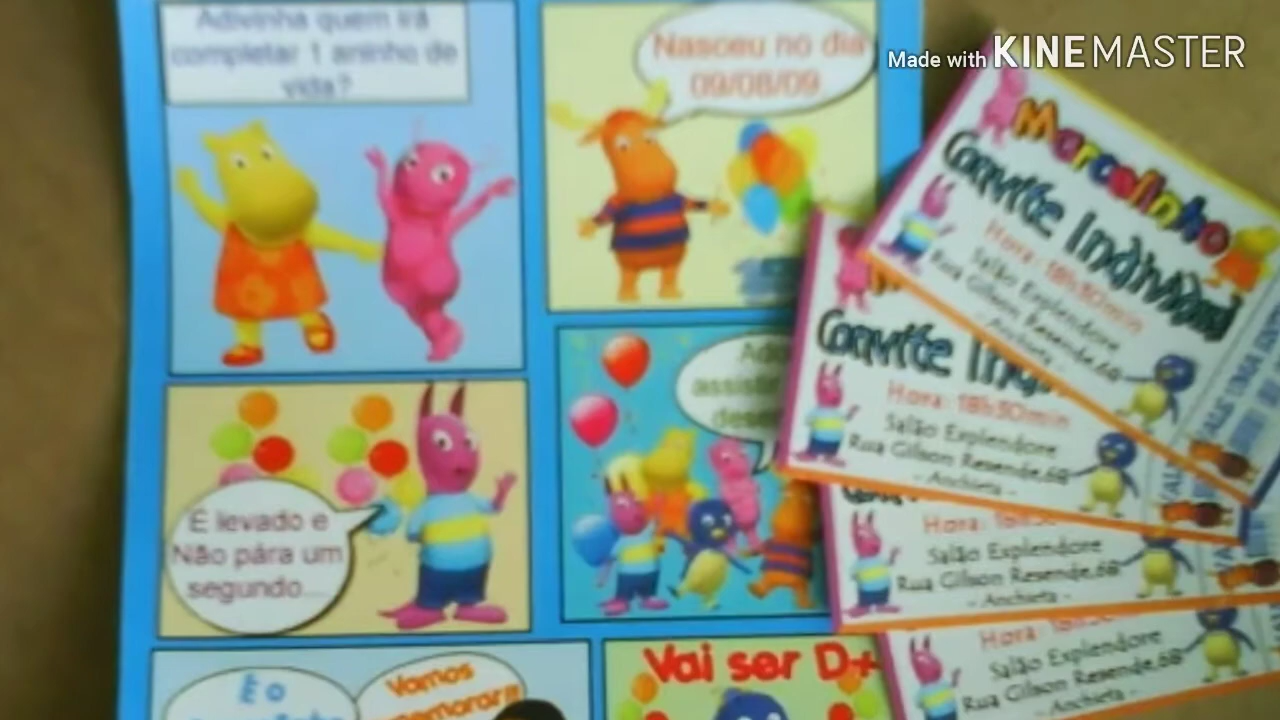 Adivinha quem irá
completar 1 aninho de
vida?
Nasceu no dia
09/08/09
Made with KINEMASTER
É levado e
Não pára um
segundo....
assistir
É o
Vamos
Vai ser D+
Marcelinho
Convite Individual
Hora: 18h30min
Salão Explendore
Rua Gilson Resende,68
- Anchieta -
Convite
Hora: 18h30min
Salão Explendore
Rua Gilson Resende,68
- Anchieta -
Hora:
Salão Explendore
Rua Gilson Resende,68
- Anchieta -
Hora:
Salão Explendore
Rua Gilson Resende,68
- Anchieta -